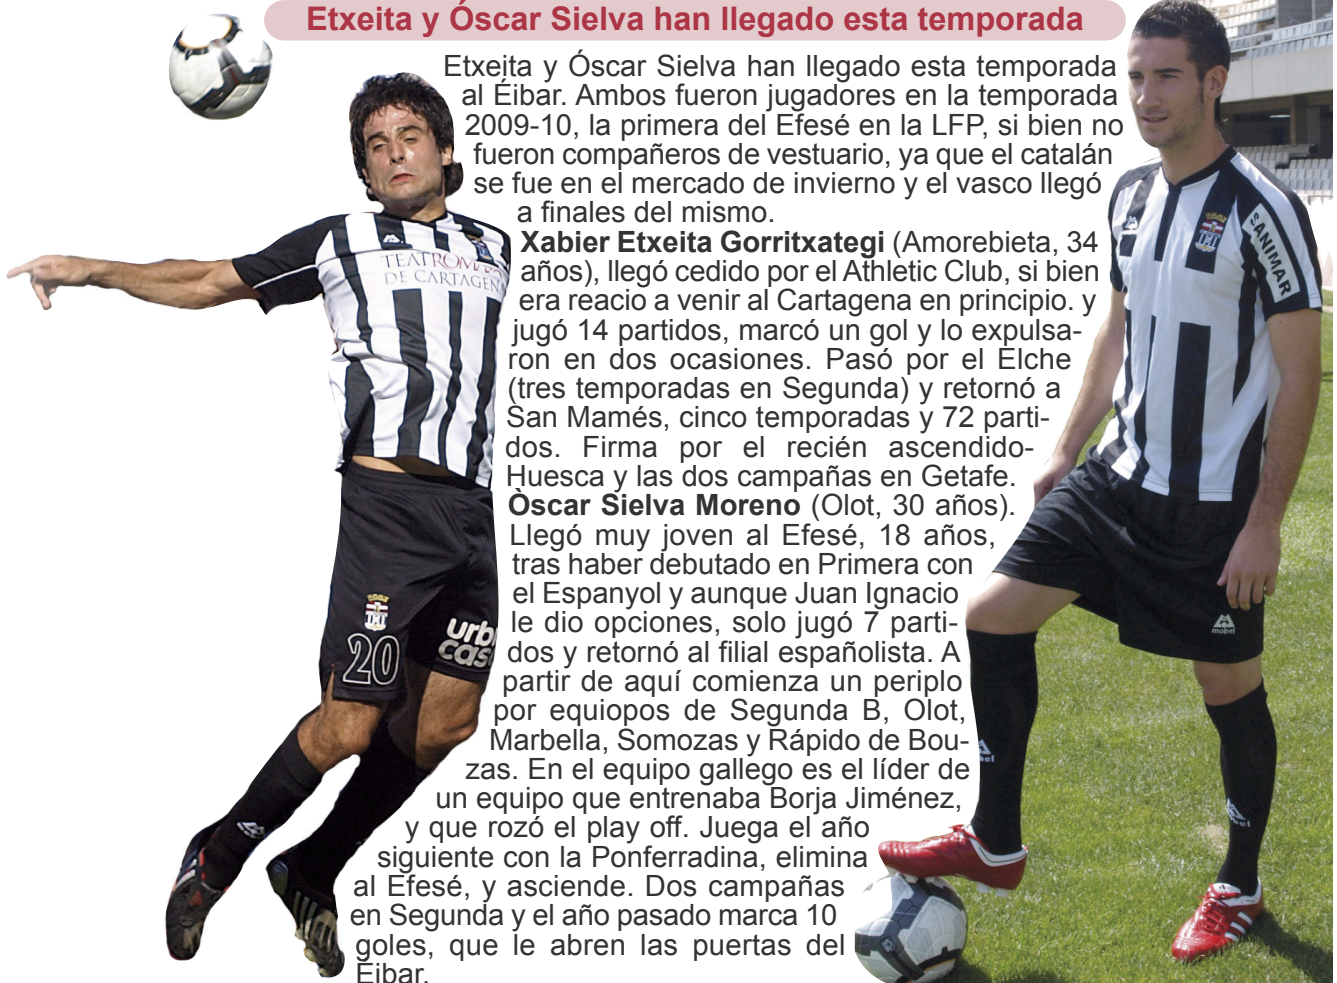 Etxeita y Óscar Sielva han llegado esta temporada
Etxeita y Óscar Sielva han llegado esta temporada
al Éibar. Ambos fueron jugadores en la temporada
2009-10, la primera del Efesé en la LFP, si bien no
fueron compañeros de vestuario, ya que el catalán
se fue en el mercado de invierno y el vasco llegó
a finales del mismo.
Xabier Etxeita Gorritxategi (Amorebieta, 34
años), llegó cedido por el Athletic Club, si bien
era reacio a venir al Cartagena en principio. y
jugó 14 partidos, marcó un gol y lo expulsa-
ron en dos ocasiones. Pasó por el Elche
(tres temporadas en Segunda) y retornó a
San Mamés, cinco temporadas y 72 parti-
dos. Firma por el recién ascendido-
Huesca y las dos campañas en Getafe.
Òscar Sielva Moreno (Olot, 30 años).
Llegó muy joven al Efesé, 18 años,
tras haber debutado en Primera con
el Espanyol y aunque Juan Ignacio
le dio opciones, solo jugó 7 parti-
dos y retornó al filial españolista. A
partir de aquí comienza un periplo
por equiopos de Segunda B, Olot,
Marbella, Somozas y Rápido de Bou-
zas. En el equipo gallego es el líder de
un equipo que entrenaba Borja Jiménez,
y que rozó el play off. Juega el año
siguiente con la Ponferradina, elimina
al Efesé, y asciende. Dos campañas
en Segunda y el año pasado marca 10
goles, que le abren las puertas del
Eibar.
DE CARTAGEN
20
urb
cas
SANIMAR
mobel